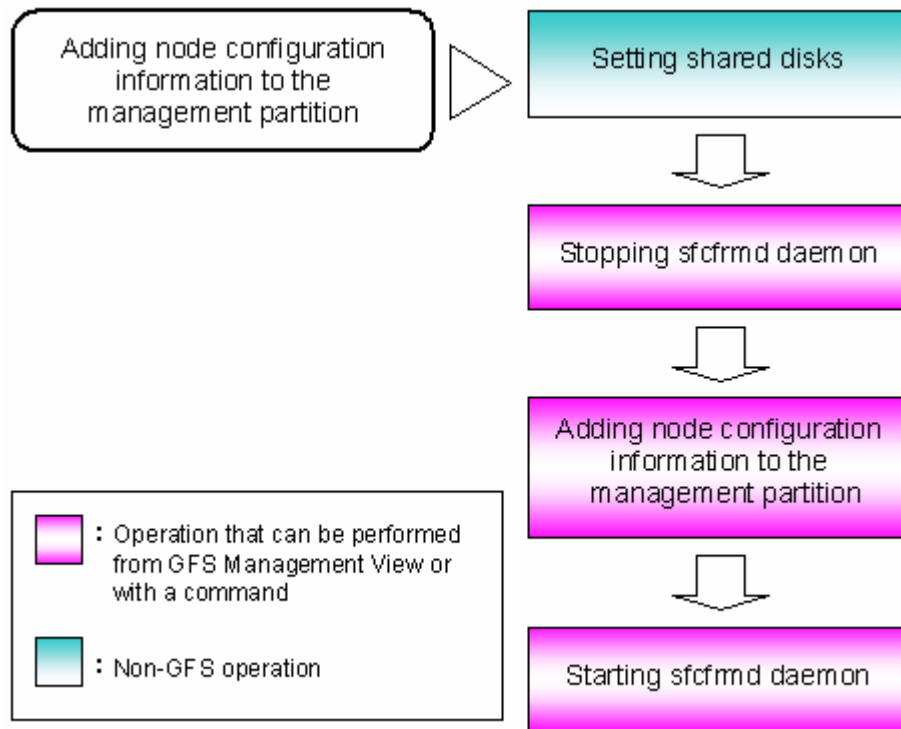 Adding node configuration
information to the
management partition
Setting shared disks
Stopping sfcfrmd daemon
Adding node configuration
information to the
management partition
Starting sfcfrmd daemon
: Operation that can be performed
from GFS Management View or
with a command
: Non-GFS operation